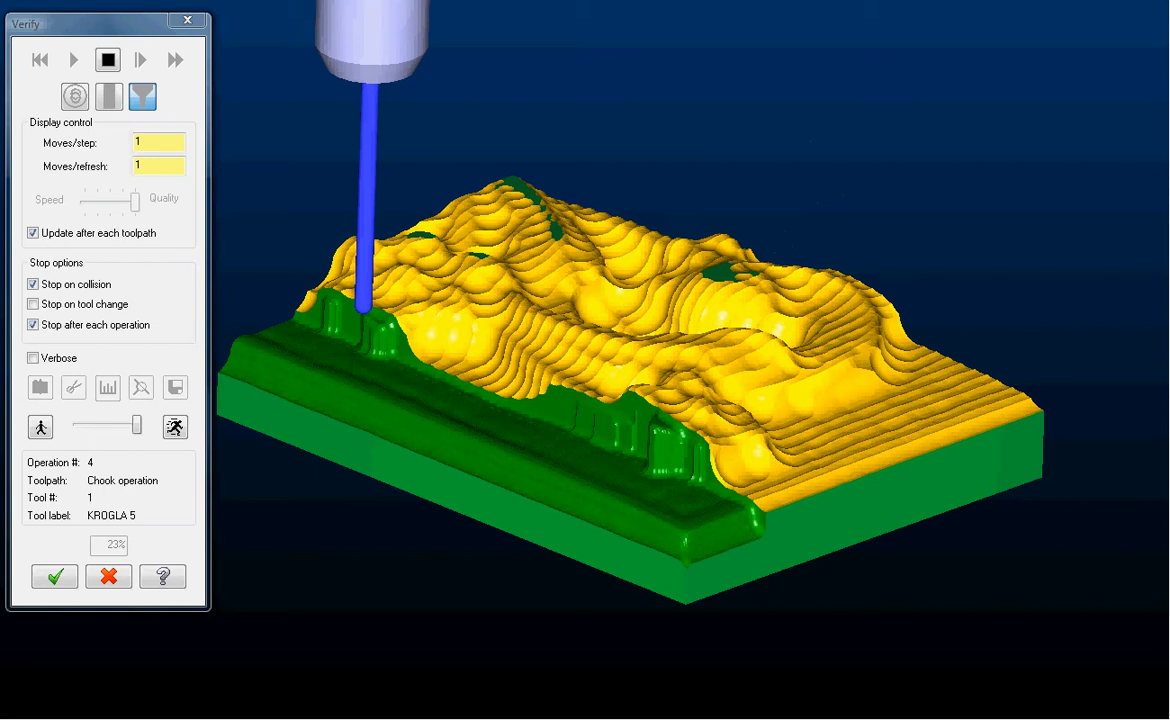 Verify
Display control
Moves/step: 1
Moves/refresh: 1
Speed Quality
Update after each toolpath
Stop options
Stop on collision
Stop on tool change
Stop after each operation
Verbose
Operation #: 4
Toolpath: Chook operation
Tool #: 1
Tool label: KROGLA 5
23%